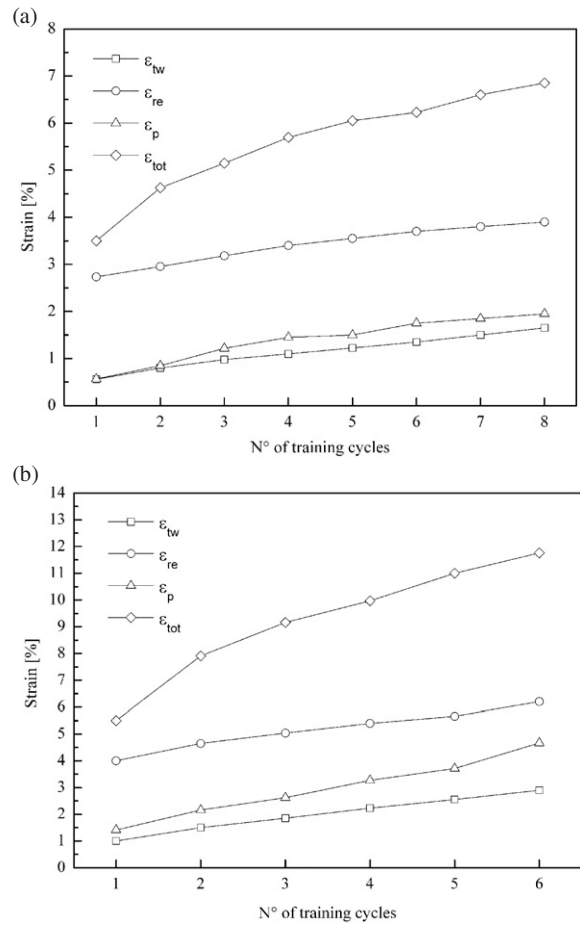 (a)
8
7
6
5
4
3
2
1
0
Strain [%]
ε_tw
ε_re
ε_p
ε_tot
1 2 3 4 5 6 7 8
N° of training cycles
(b)
14
13
12
11
10
9
8
7
6
5
4
3
2
1
0
Strain [%]
ε_tw
ε_re
ε_p
ε_tot
1 2 3 4 5 6
N° of training cycles